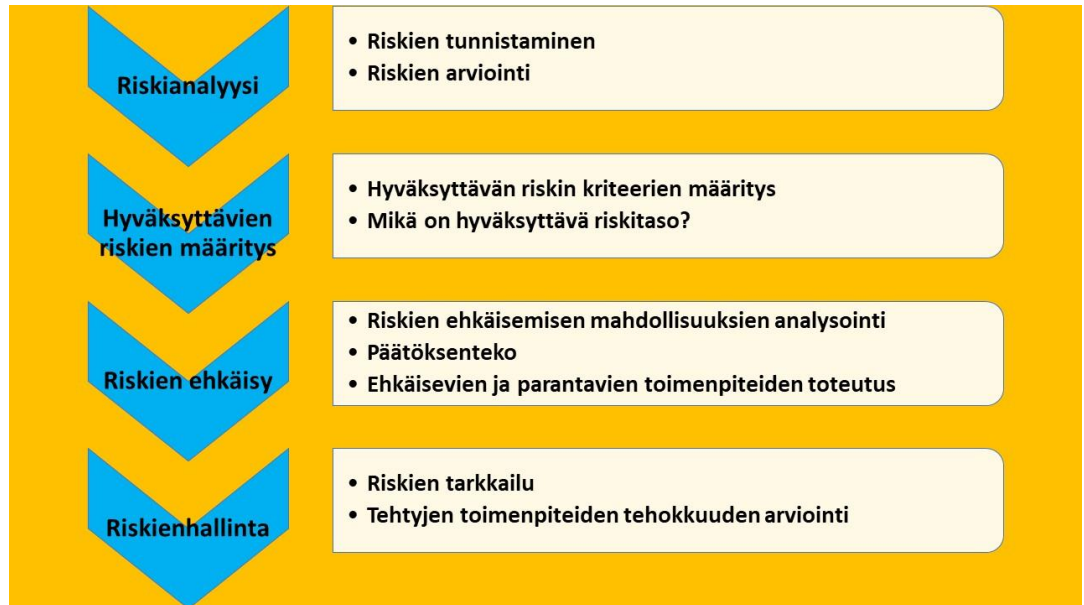 Riskianalyysi
• Riskien tunnistaminen
• Riskien arviointi
Hyväksyttävien
riskien määritys
• Hyväksyttävän riskin kriteerien määritys
• Mikä on hyväksyttävä riskitaso?
Riskien ehkäisy
• Riskien ehkäisemisen mahdollisuuksien analysointi
• Päätöksenteko
• Ehkäisevien ja parantavien toimenpiteiden toteutus
Riskienhallinta
• Riskien tarkkailu
• Tehtyjen toimenpiteiden tehokkuuden arviointi